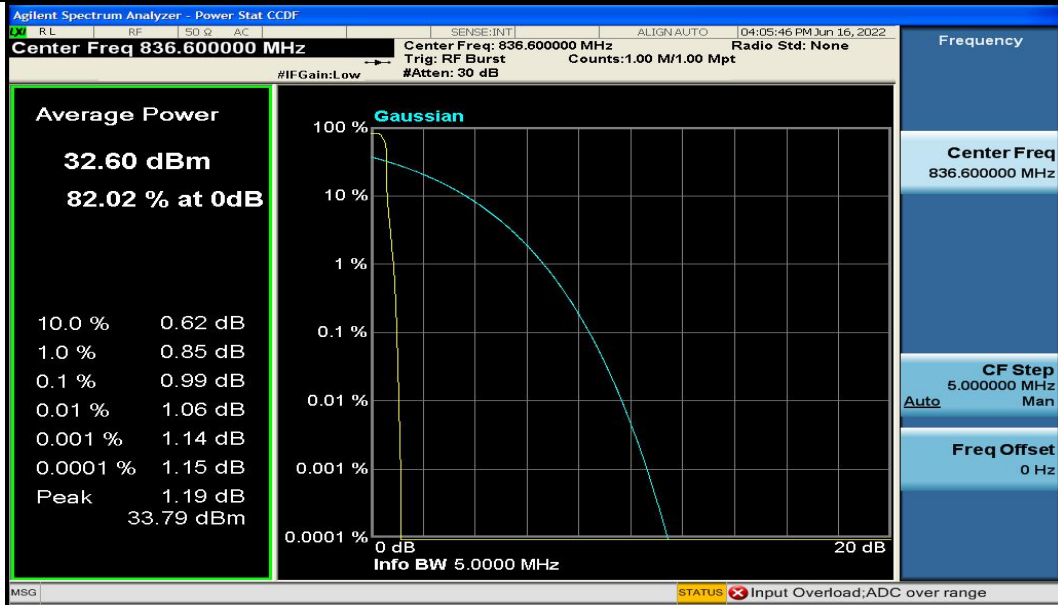 Agilent Spectrum Analyzer - Power Stat CCDF
LXI RL RF 50 Ω AC SENSE:INT ALIGN AUTO 04:05:46 PM Jun 16, 2022
Center Freq 836.600000 MHz
Center Freq: 836.600000 MHz Radio Std: None
Trig: RF Burst Counts:1.00 M/1.00 Mpt
#IFGain:Low #Atten: 30 dB
Average Power
32.60 dBm
82.02 % at 0dB
10.0 % 0.62 dB
1.0 % 0.85 dB
0.1 % 0.99 dB
0.01 % 1.06 dB
0.001 % 1.14 dB
0.0001 % 1.15 dB
Peak 1.19 dB
33.79 dBm
Gaussian
100 %
10 %
1 %
0.1 %
0.01 %
0.001 %
0.0001 %
0 dB 20 dB
Info BW 5.0000 MHz
Frequency
Center Freq
836.600000 MHz
CF Step
5.000000 MHz
Auto Man
Freq Offset
0 Hz
MSG STATUS Input Overload;ADC over range